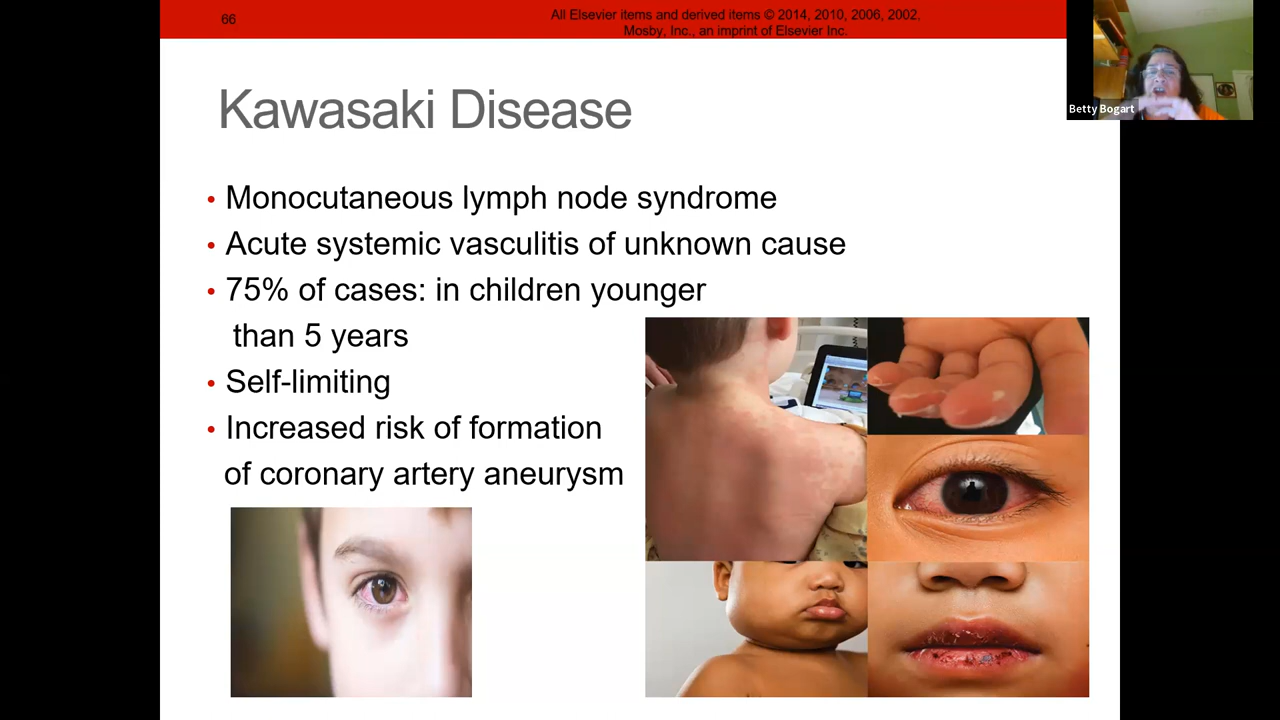 66
All Elsevier items and derived items © 2014, 2010, 2006, 2002,
Mosby, Inc., an imprint of Elsevier Inc.
Betty Bogart
Kawasaki Disease
• Monocutaneous lymph node syndrome
• Acute systemic vasculitis of unknown cause
• 75% of cases: in children younger
than 5 years
• Self-limiting
• Increased risk of formation
of coronary artery aneurysm